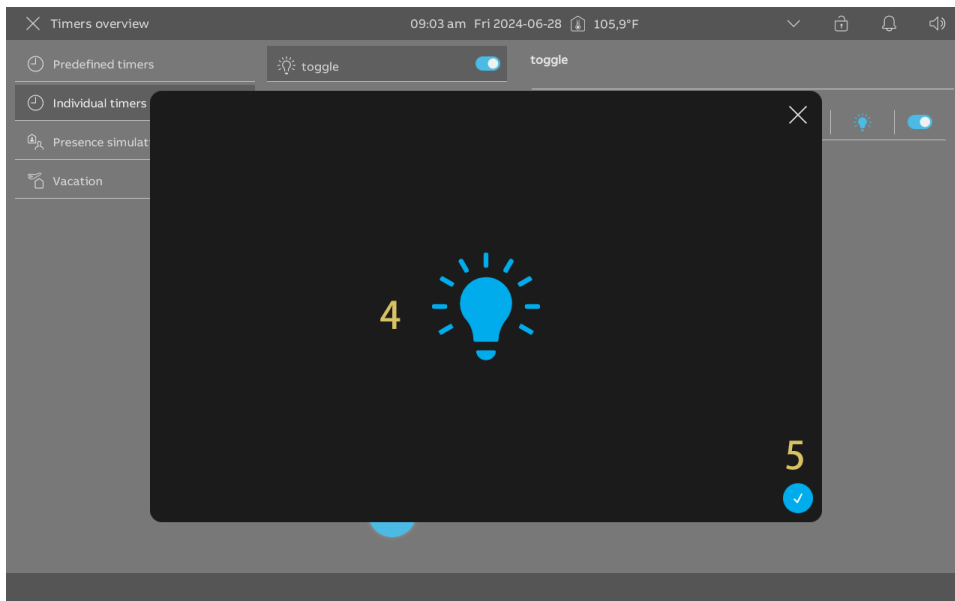 Timers overview
09:03 am Fri 2024-06-28 105,9°F
Predefined timers
toggle
toggle
Individual timers
Presence simulat
Vacation
4
5